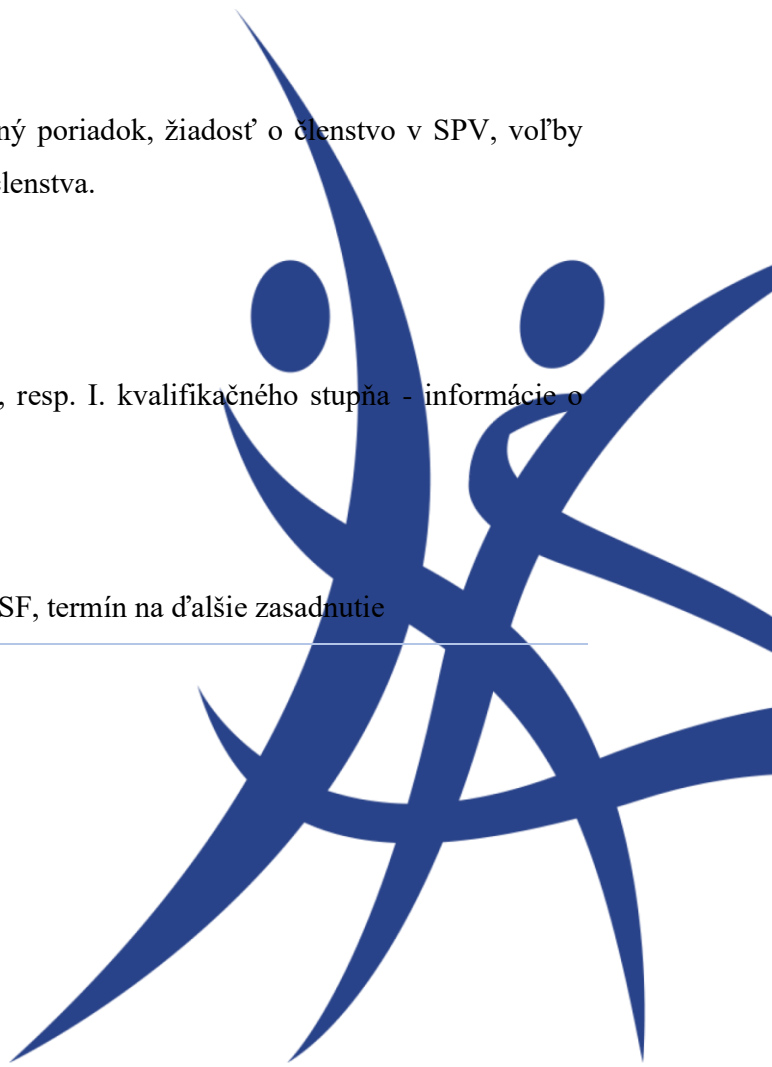 ný poriadok, žiadosť o členstvo v SPV, voľby
členstva.
, resp. I. kvalifikačného stupňa - informácie o
SF, termín na ďalšie zasadnutie